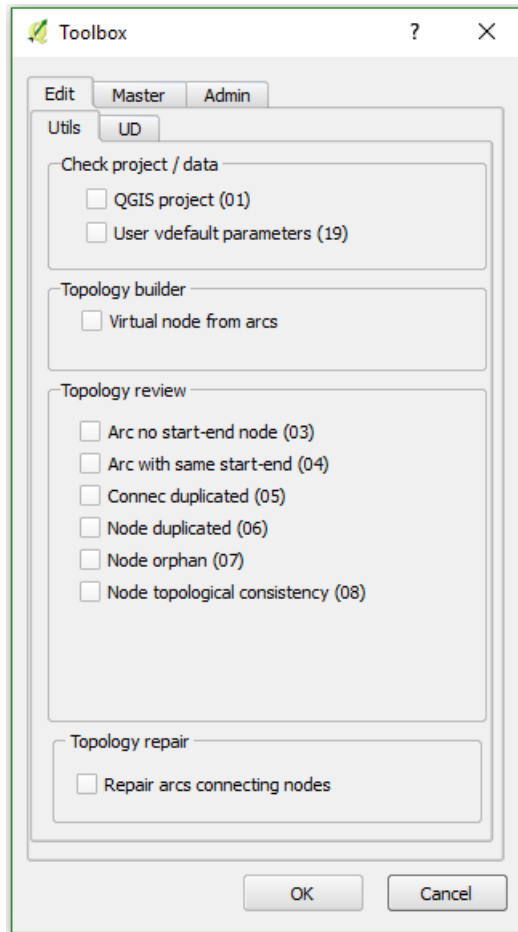 Toolbox ?
Edit Master Admin
Utils UD
Check project / data
QGIS project (01)
User vdefault parameters (19)
Topology builder
Virtual node from arcs
Topology review
Arc no start-end node (03)
Arc with same start-end (04)
Connec duplicated (05)
Node duplicated (06)
Node orphan (07)
Node topological consistency (08)
Topology repair
Repair arcs connecting nodes
OK Cancel